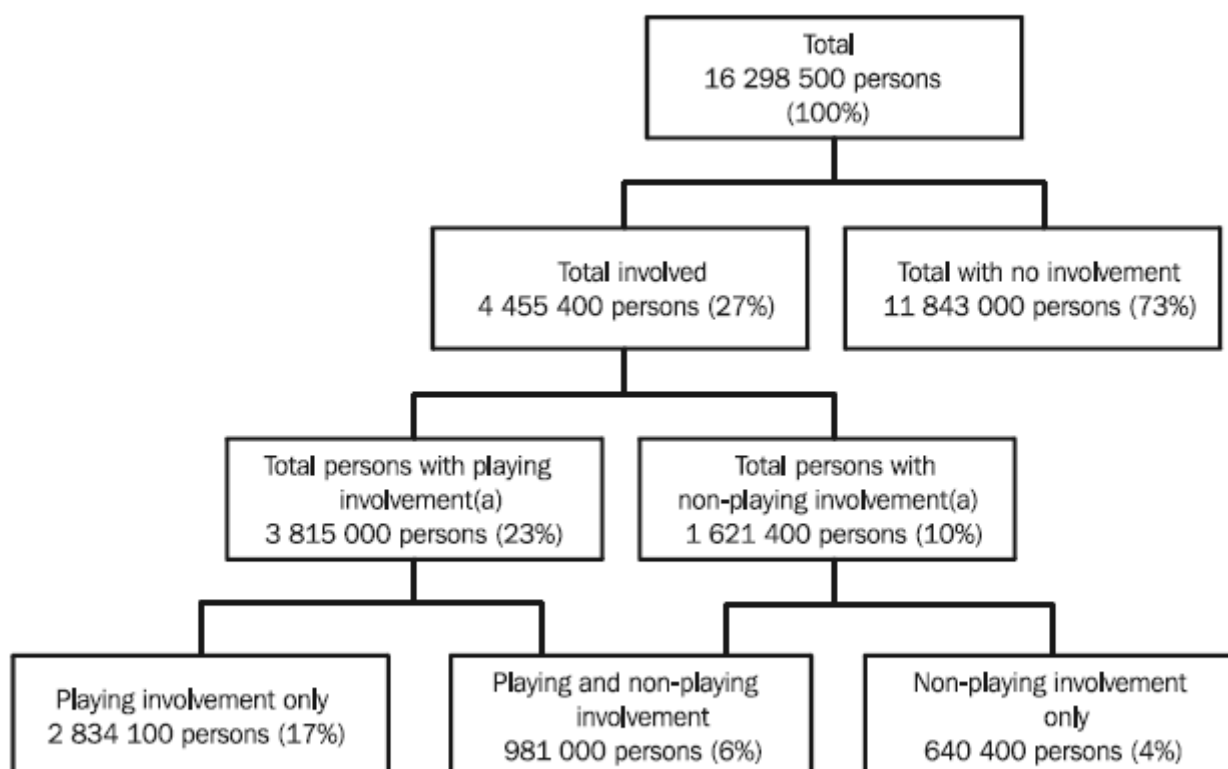 Total
16 298 500 persons
(100%)
Total involved
4 455 400 persons (27%)
Total with no involvement
11 843 000 persons (73%)
Total persons with playing
involvement(a)
3 815 000 persons (23%)
Total persons with
non-playing involvement(a)
1 621 400 persons (10%)
Playing involvement only
2 834 100 persons (17%)
Playing and non-playing
involvement
981 000 persons (6%)
Non-playing involvement
only
640 400 persons (4%)